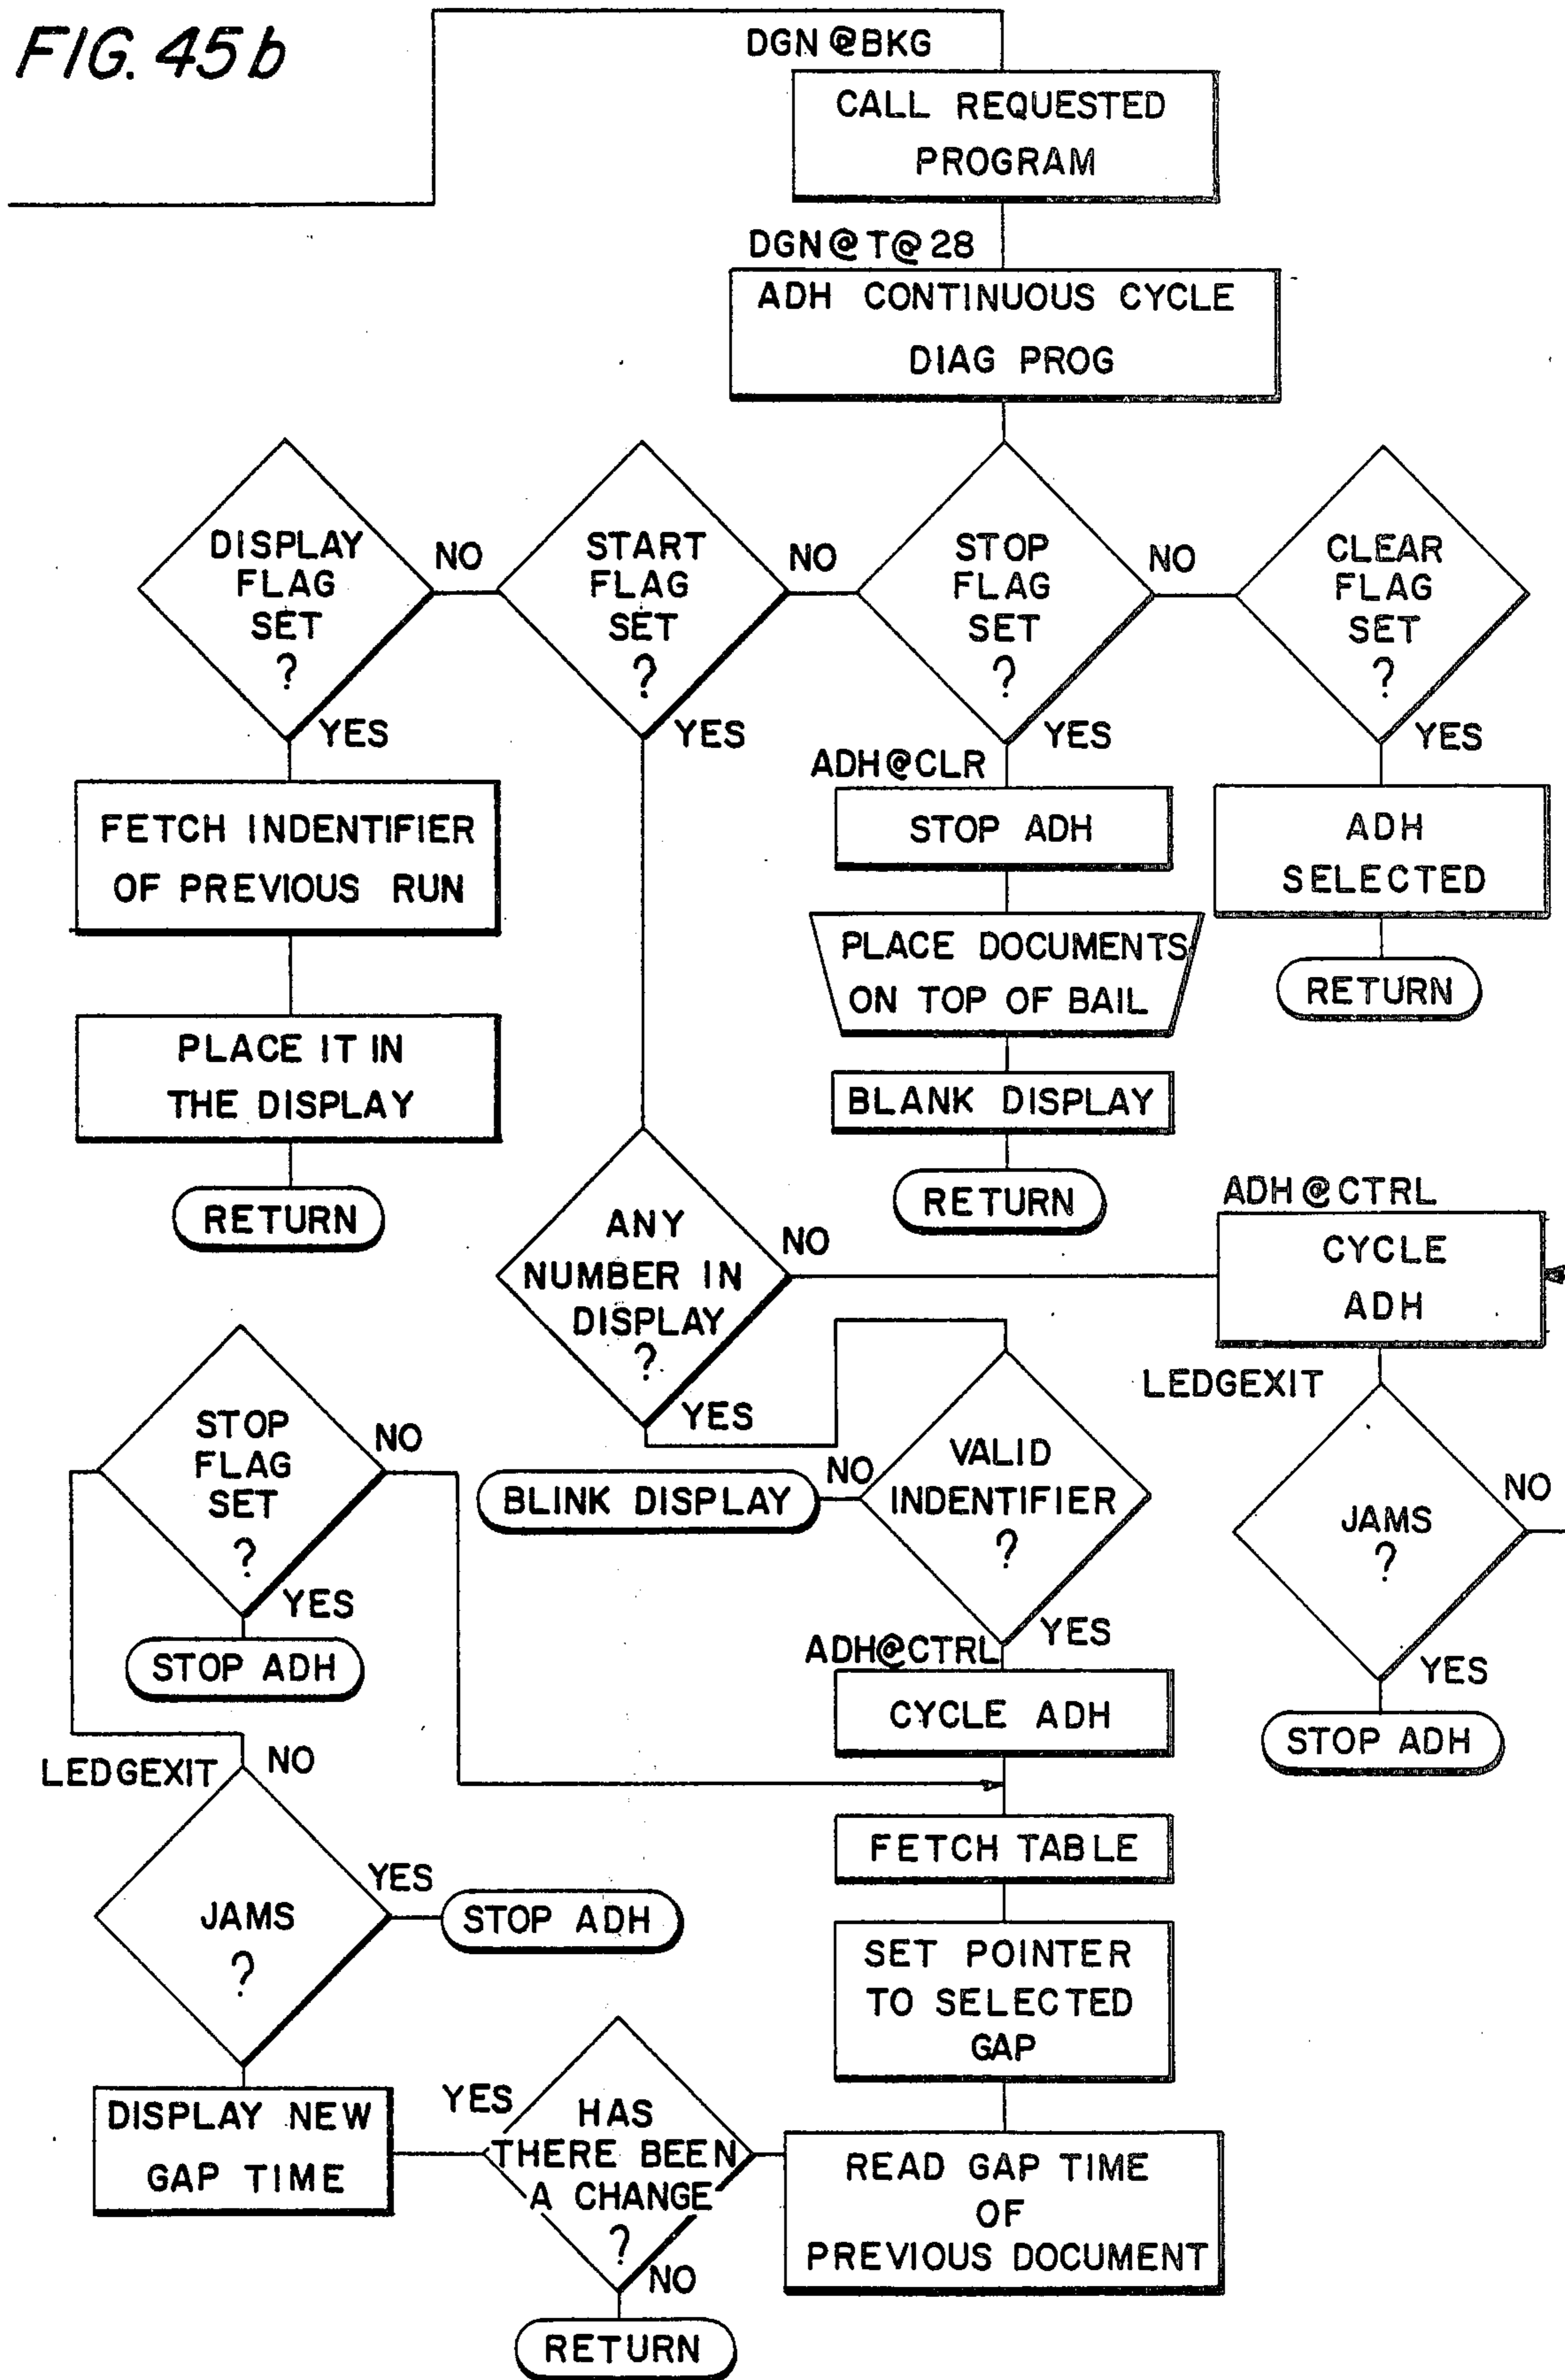 FIG. 45b
DGN@BKG
CALL REQUESTED
PROGRAM
DGN@T@28
ADH CONTINUOUS CYCLE
DIAG PROG
DISPLAY
FLAG
SET
?
NO
YES
START
FLAG
SET
?
NO
YES
STOP
FLAG
SET
?
NO
YES
CLEAR
FLAG
SET
?
YES
FETCH INDENTIFIER
OF PREVIOUS RUN
PLACE IT IN
THE DISPLAY
RETURN
ADH@CLR
STOP ADH
PLACE DOCUMENTS
ON TOP OF BAIL
BLANK DISPLAY
RETURN
ADH
SELECTED
RETURN
ANY
NUMBER IN
DISPLAY
?
NO
YES
ADH@CTRL
CYCLE
ADH
LEDGEXIT
JAMS
?
NO
YES
STOP ADH
VALID
INDENTIFIER
?
NO
BLINK DISPLAY
YES
ADH@CTRL
CYCLE ADH
STOP
FLAG
SET
?
NO
YES
STOP ADH
LEDGEXIT
NO
JAMS
?
YES
STOP ADH
FETCH TABLE
SET POINTER
TO SELECTED
GAP
READ GAP TIME
OF
PREVIOUS DOCUMENT
HAS
THERE BEEN
A CHANGE
?
YES
NO
DISPLAY NEW
GAP TIME
RETURN